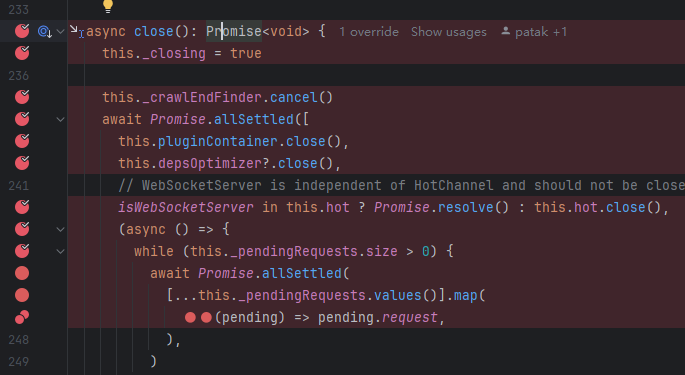 233
async close(): Promise<void> { 1 override Show usages patak +1
this._closing = true
236
this._crawlEndFinder.cancel()
await Promise.allSettled([
this.pluginContainer.close(),
this.depsOptimizer?.close(),
241 // WebSocketServer is independent of HotChannel and should not be close
isWebSocketServer in this.hot ? Promise.resolve() : this.hot.close(),
(async () => {
while (this._pendingRequests.size > 0) {
await Promise.allSettled(
[...this._pendingRequests.values()].map(
(pending) => pending.request,
248 ),
249 )